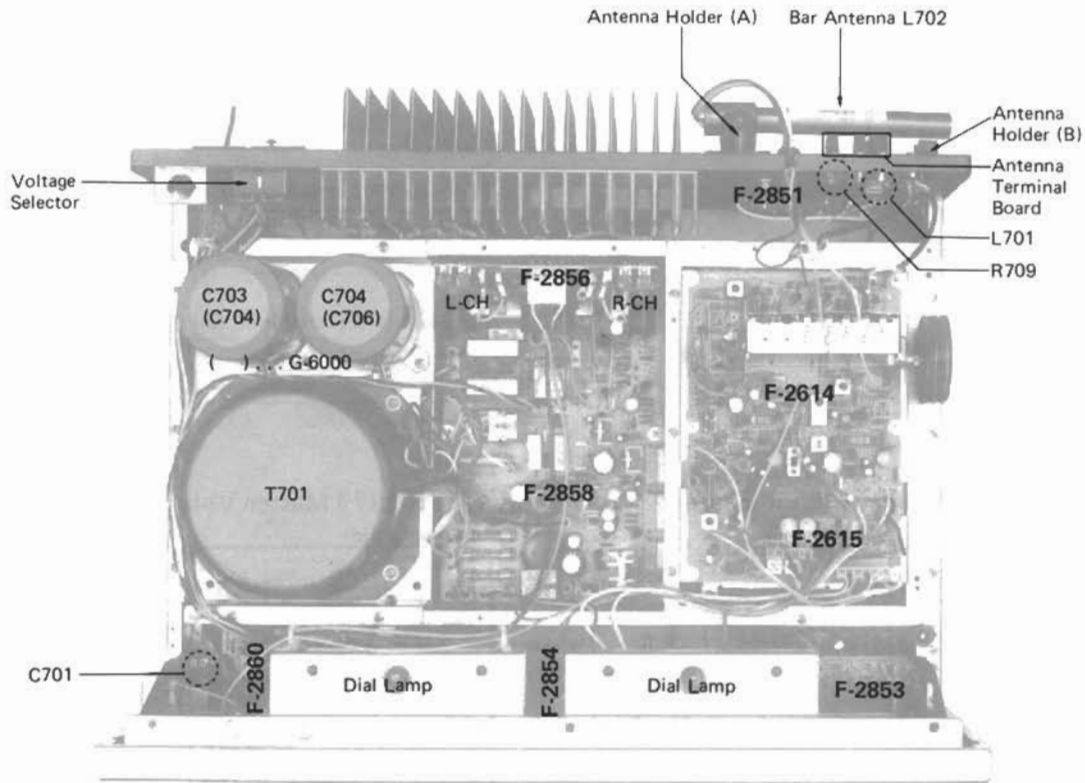 Antenna Holder (A)
Bar Antenna L702
Antenna
Holder (B)
Antenna
Terminal
Board
L701
R709
Voltage
Selector
F-2851
C703
(C704)
C704
(C706)
( ) . . . G-6000
L-CH
F-2856
R-CH
F-2614
T701
F-2858
F-2615
C701
F-2860
Dial Lamp
F-2854
Dial Lamp
F-2853